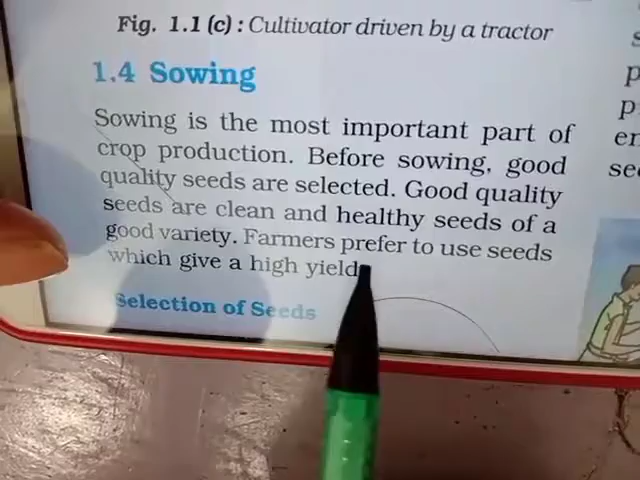 Fig. 1.1 (c) : Cultivator driven by a tractor
1.4 Sowing
Sowing is the most important part of
crop production. Before sowing, good
quality seeds are selected. Good quality
seeds are clean and healthy seeds of a
good variety. Farmers prefer to use seeds
which give a high yield
Selection of Seeds